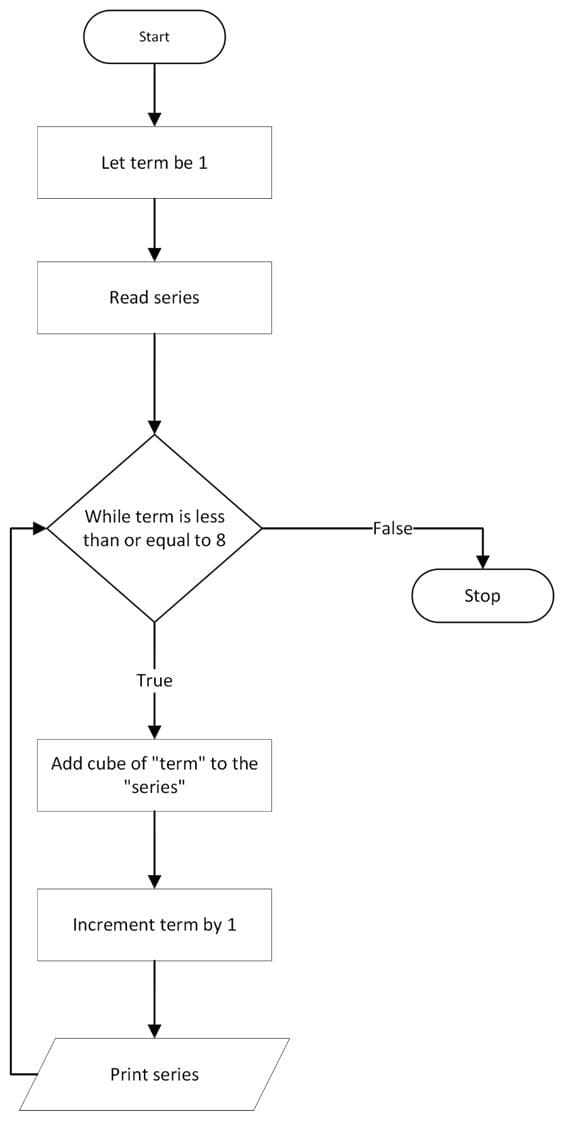 Start
Let term be 1
Read series
While term is less
than or equal to 8
False
Stop
True
Add cube of "term" to the
"series"
Increment term by 1
Print series